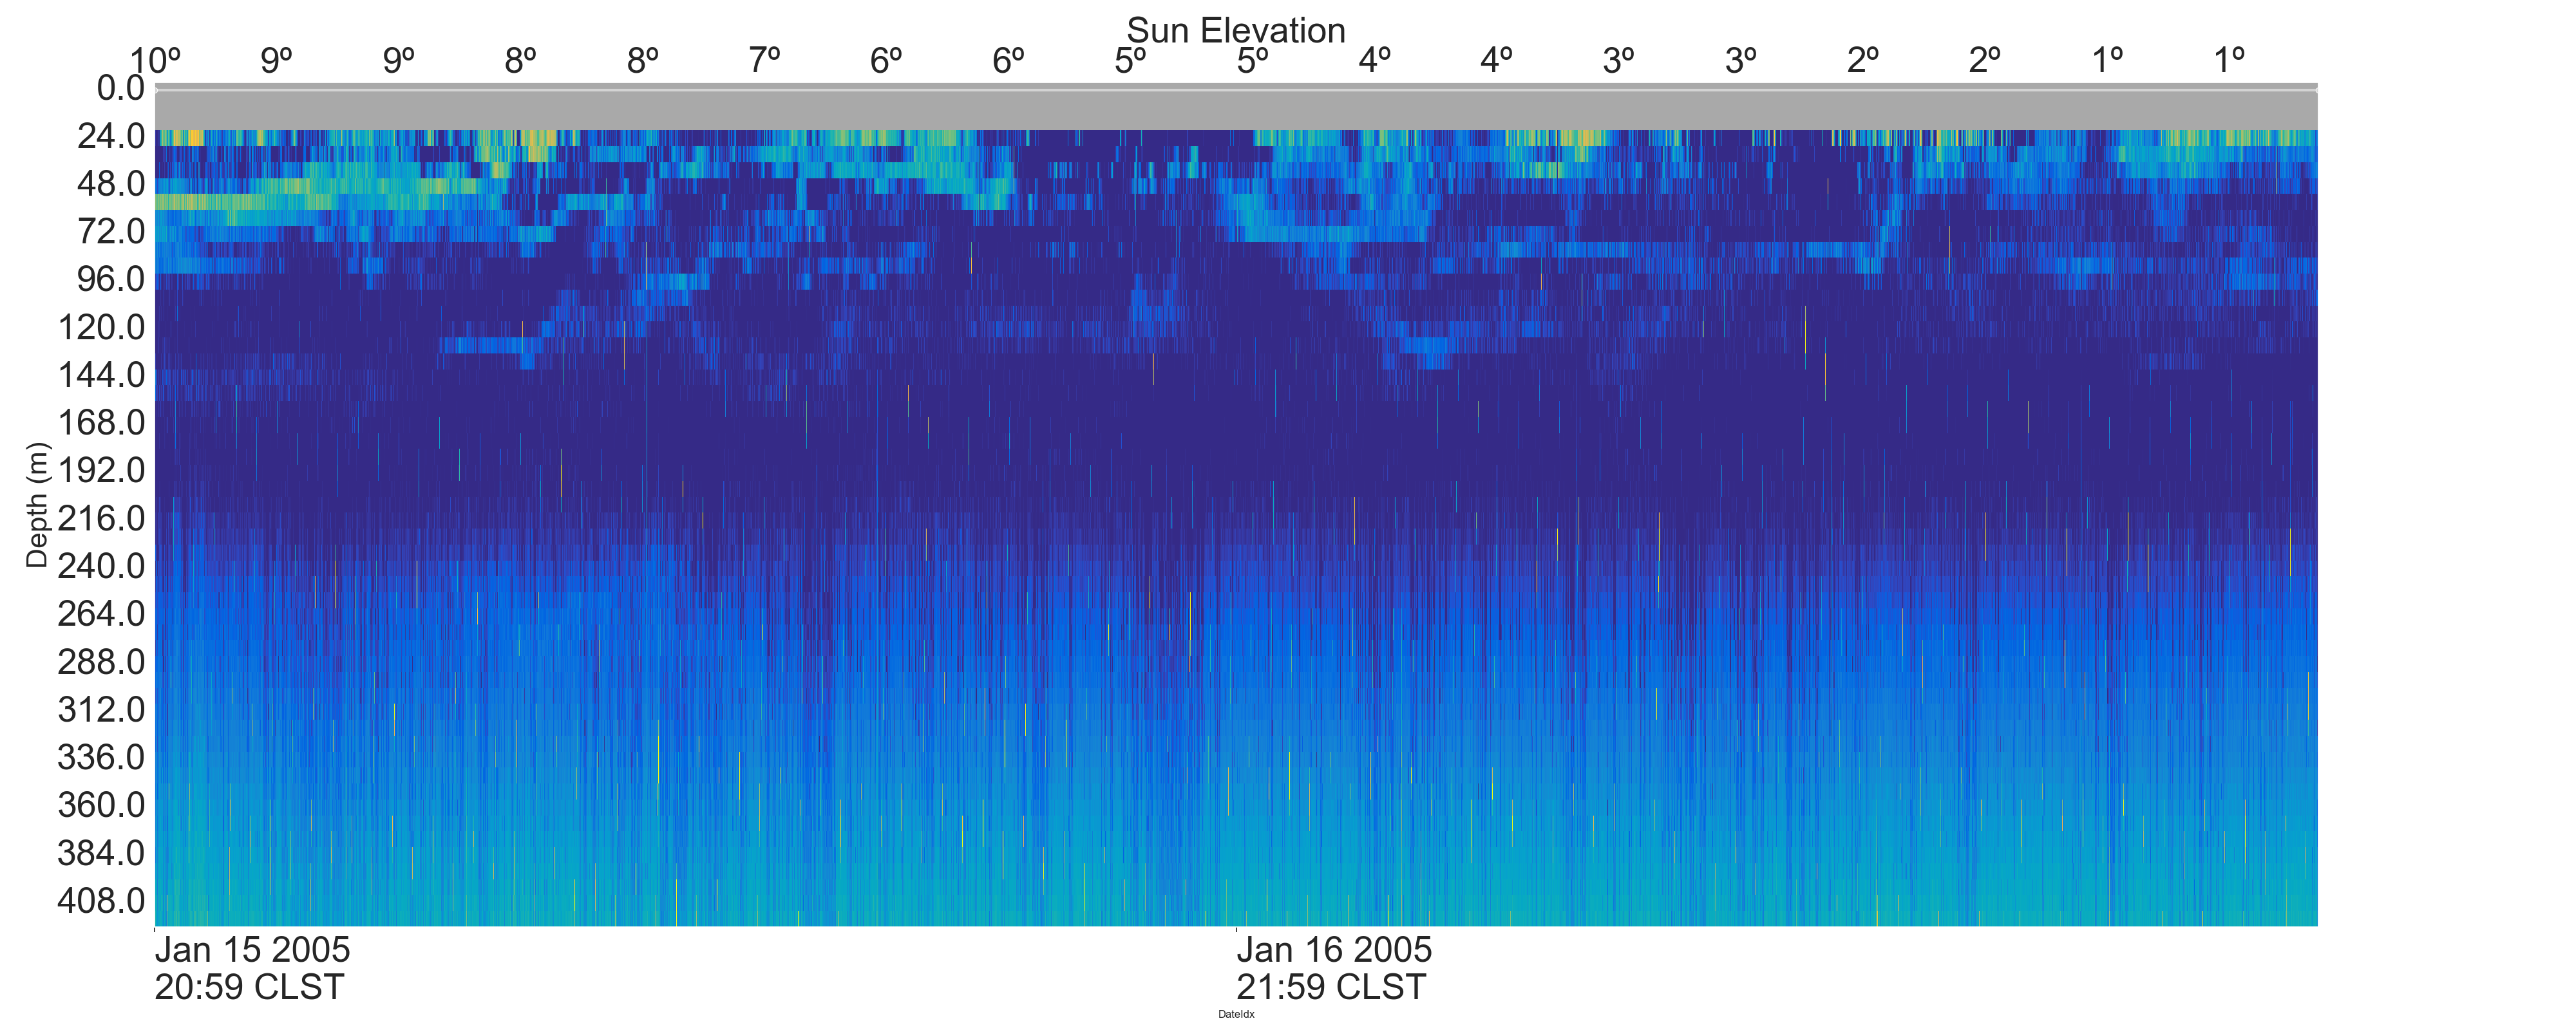 Sun Elevation
10º 9º 9º 8º 8º 7º 6º 6º 5º 5º 4º 4º 3º 3º 2º 2º 1º 1º
0.0
24.0
48.0
72.0
96.0
120.0
144.0
168.0
192.0
216.0
240.0
264.0
288.0
312.0
336.0
360.0
384.0
408.0
Depth (m)
Jan 15 2005
20:59 CLST
Jan 16 2005
21:59 CLST
DateIdx